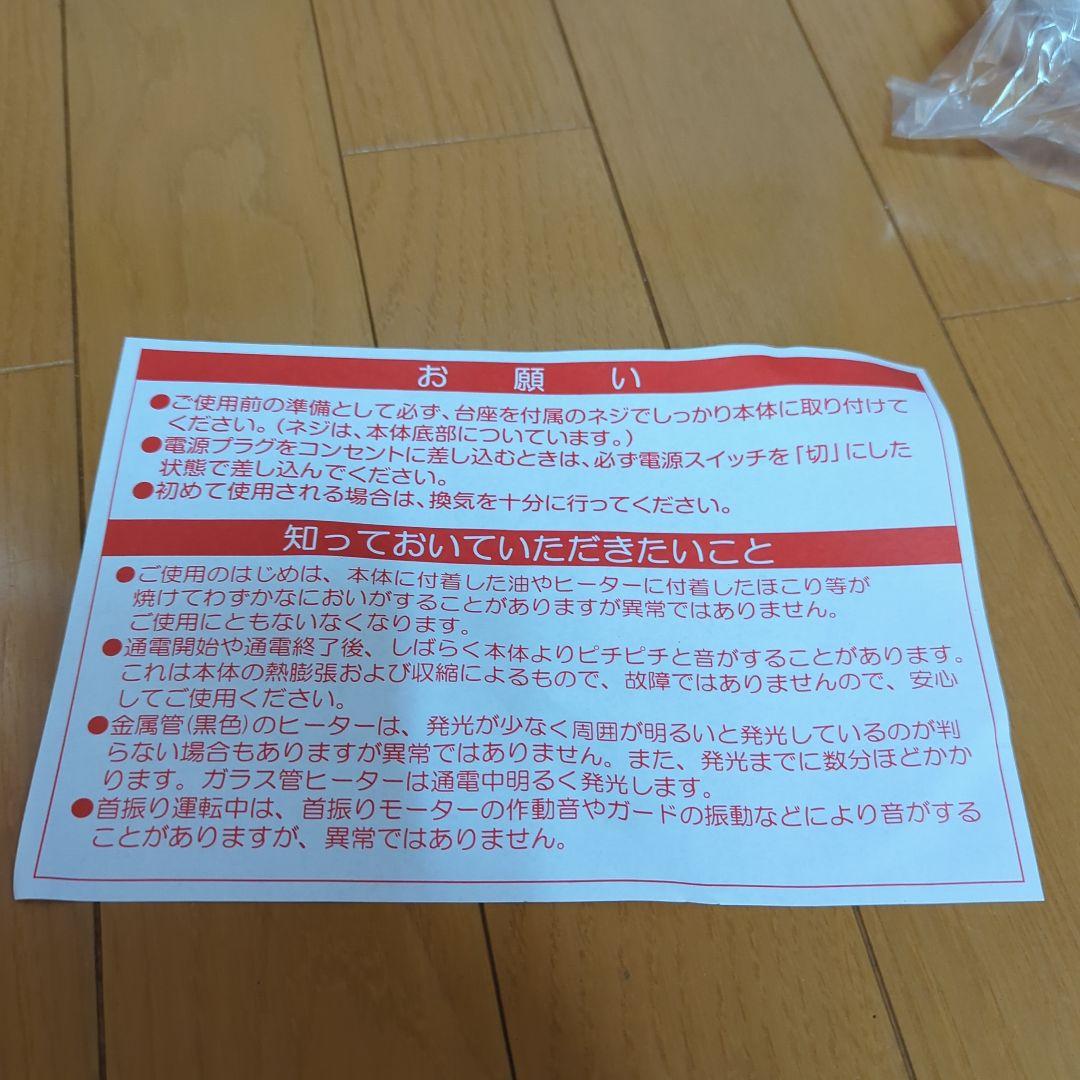 お願い
●ご使用前の準備として必ず、台座を付属のネジでしっかり本体に取り付けて
ください。(ネジは、本体底部についています。)
●電源プラグをコンセントに差し込むときは、必ず電源スイッチを「切」にした
状態で差し込んでください。
●初めて使用される場合は、換気を十分に行ってください。
知っておいていただきたいこと
●ご使用のはじめは、本体に付着した油やヒーターに付着したほこり等が
焼けてわずかなにおいがすることがありますが異常ではありません。
ご使用にともないなくなります。
●通電開始や通電終了後、しばらく本体よりピチピチと音がすることがあります。
これは本体の熱膨張および収縮によるもので、故障ではありませんので、安心
してご使用ください。
●金属管(黒色)のヒーターは、発光が少なく周囲が明るいと発光しているのが判
らない場合もありますが異常ではありません。また、発光までに数分ほどかか
ります。ガラス管ヒーターは通電中明るく発光します。
●首振り運転中は、首振りモーターの作動音やガードの振動などにより音がする
ことがありますが、異常ではありません。